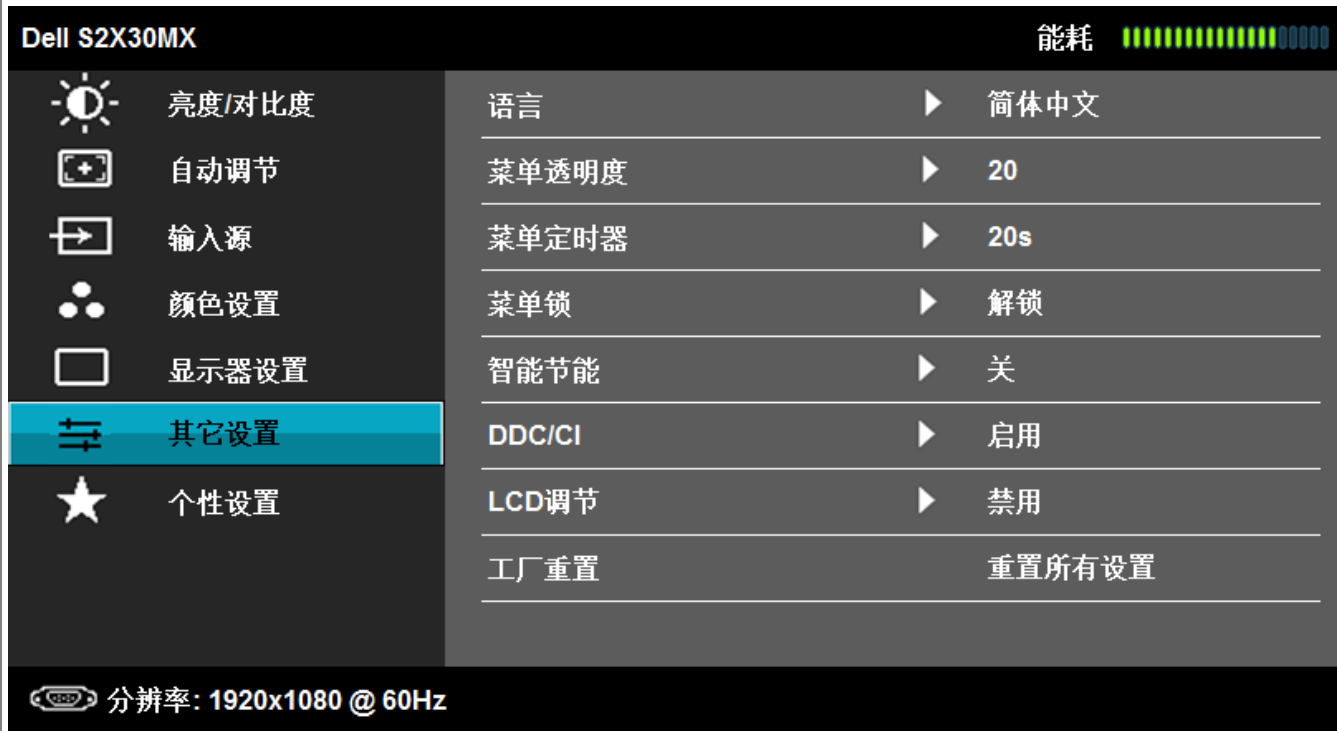 Dell S2X30MX 能耗
亮度/对比度
自动调节
输入源
颜色设置
显示器设置
其它设置
个性设置
语言 简体中文
菜单透明度 20
菜单定时器 20s
菜单锁 解锁
智能节能 关
DDC/CI 启用
LCD调节 禁用
工厂重置 重置所有设置
分辨率: 1920x1080 @ 60Hz